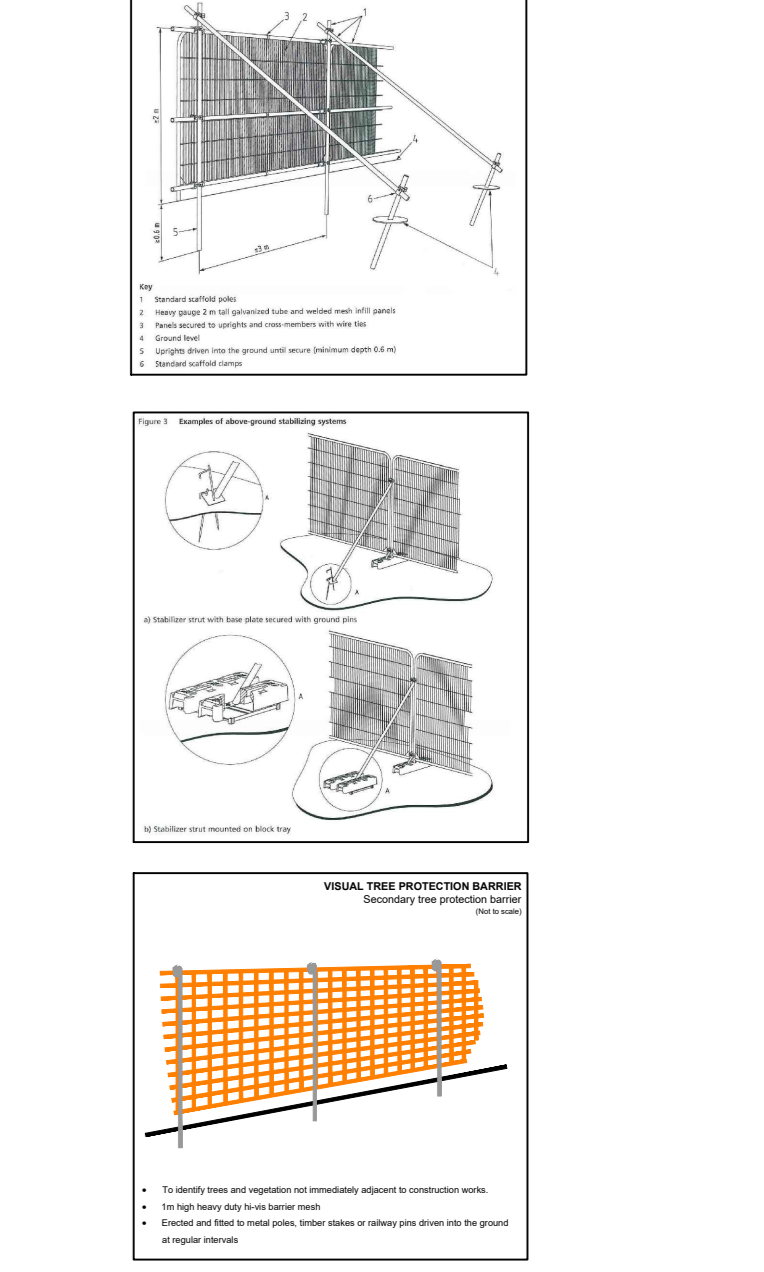 3
2
1
≥2 m
4
6
5
≥0.6 m
≤3 m
4
Key
1 Standard scaffold poles
2 Heavy gauge 2 m tall galvanized tube and welded mesh infill panels
3 Panels secured to uprights and cross-members with wire ties
4 Ground level
5 Uprights driven into the ground until secure (minimum depth 0.6 m)
6 Standard scaffold clamps
Figure 3 Examples of above-ground stabilizing systems
A
A
a) Stabilizer strut with base plate secured with ground pins
A
A
b) Stabilizer strut mounted on block tray
VISUAL TREE PROTECTION BARRIER
Secondary tree protection barrier
(Not to scale)
• To identify trees and vegetation not immediately adjacent to construction works.
• 1m high heavy duty hi-vis barrier mesh
• Erected and fitted to metal poles, timber stakes or railway pins driven into the ground
at regular intervals